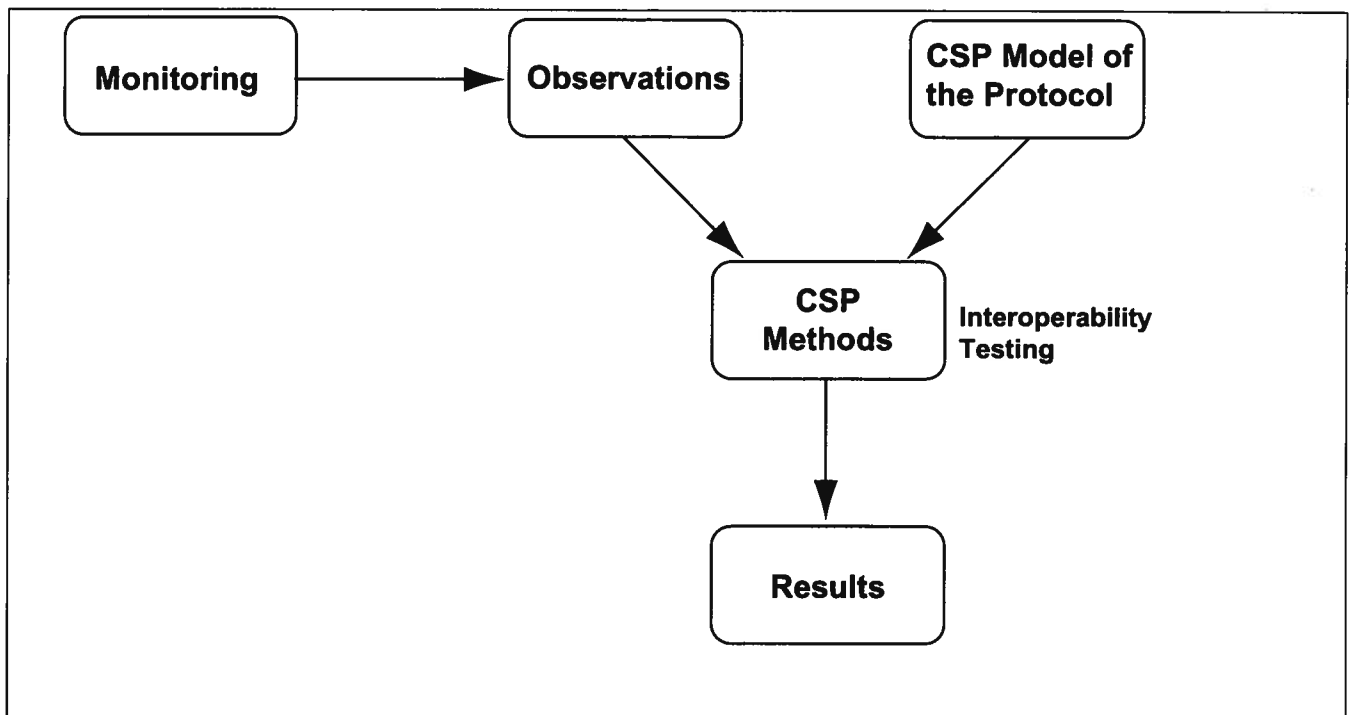 Monitoring
Observations
CSP Model of
the Protocol
CSP
Methods
Interoperability
Testing
Results